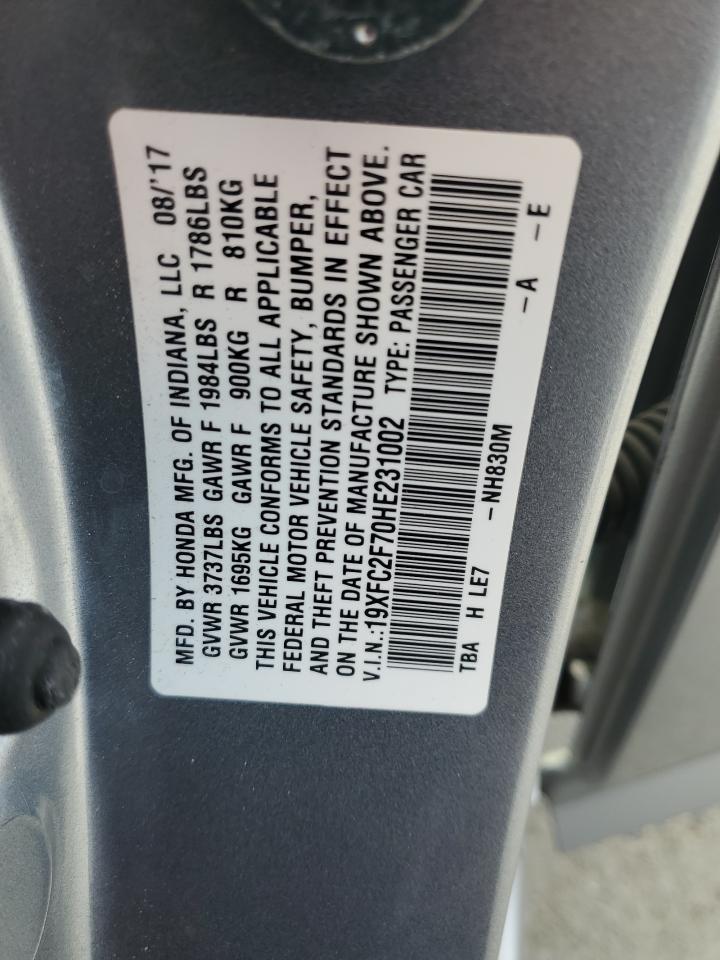 MFD. BY HONDA MFG. OF INDIANA, LLC 08/'17
GVWR 3737LBS GAWR F 1984LBS R 1786LBS
GVWR 1695KG GAWR F 900KG R 810KG
THIS VEHICLE CONFORMS TO ALL APPLICABLE
FEDERAL MOTOR VEHICLE SAFETY, BUMPER,
AND THEFT PREVENTION STANDARDS IN EFFECT
ON THE DATE OF MANUFACTURE SHOWN ABOVE.
V.I.N.:19XFC2F70HE231002 TYPE: PASSENGER CAR
TBA H LE7 -NH830M -A -E